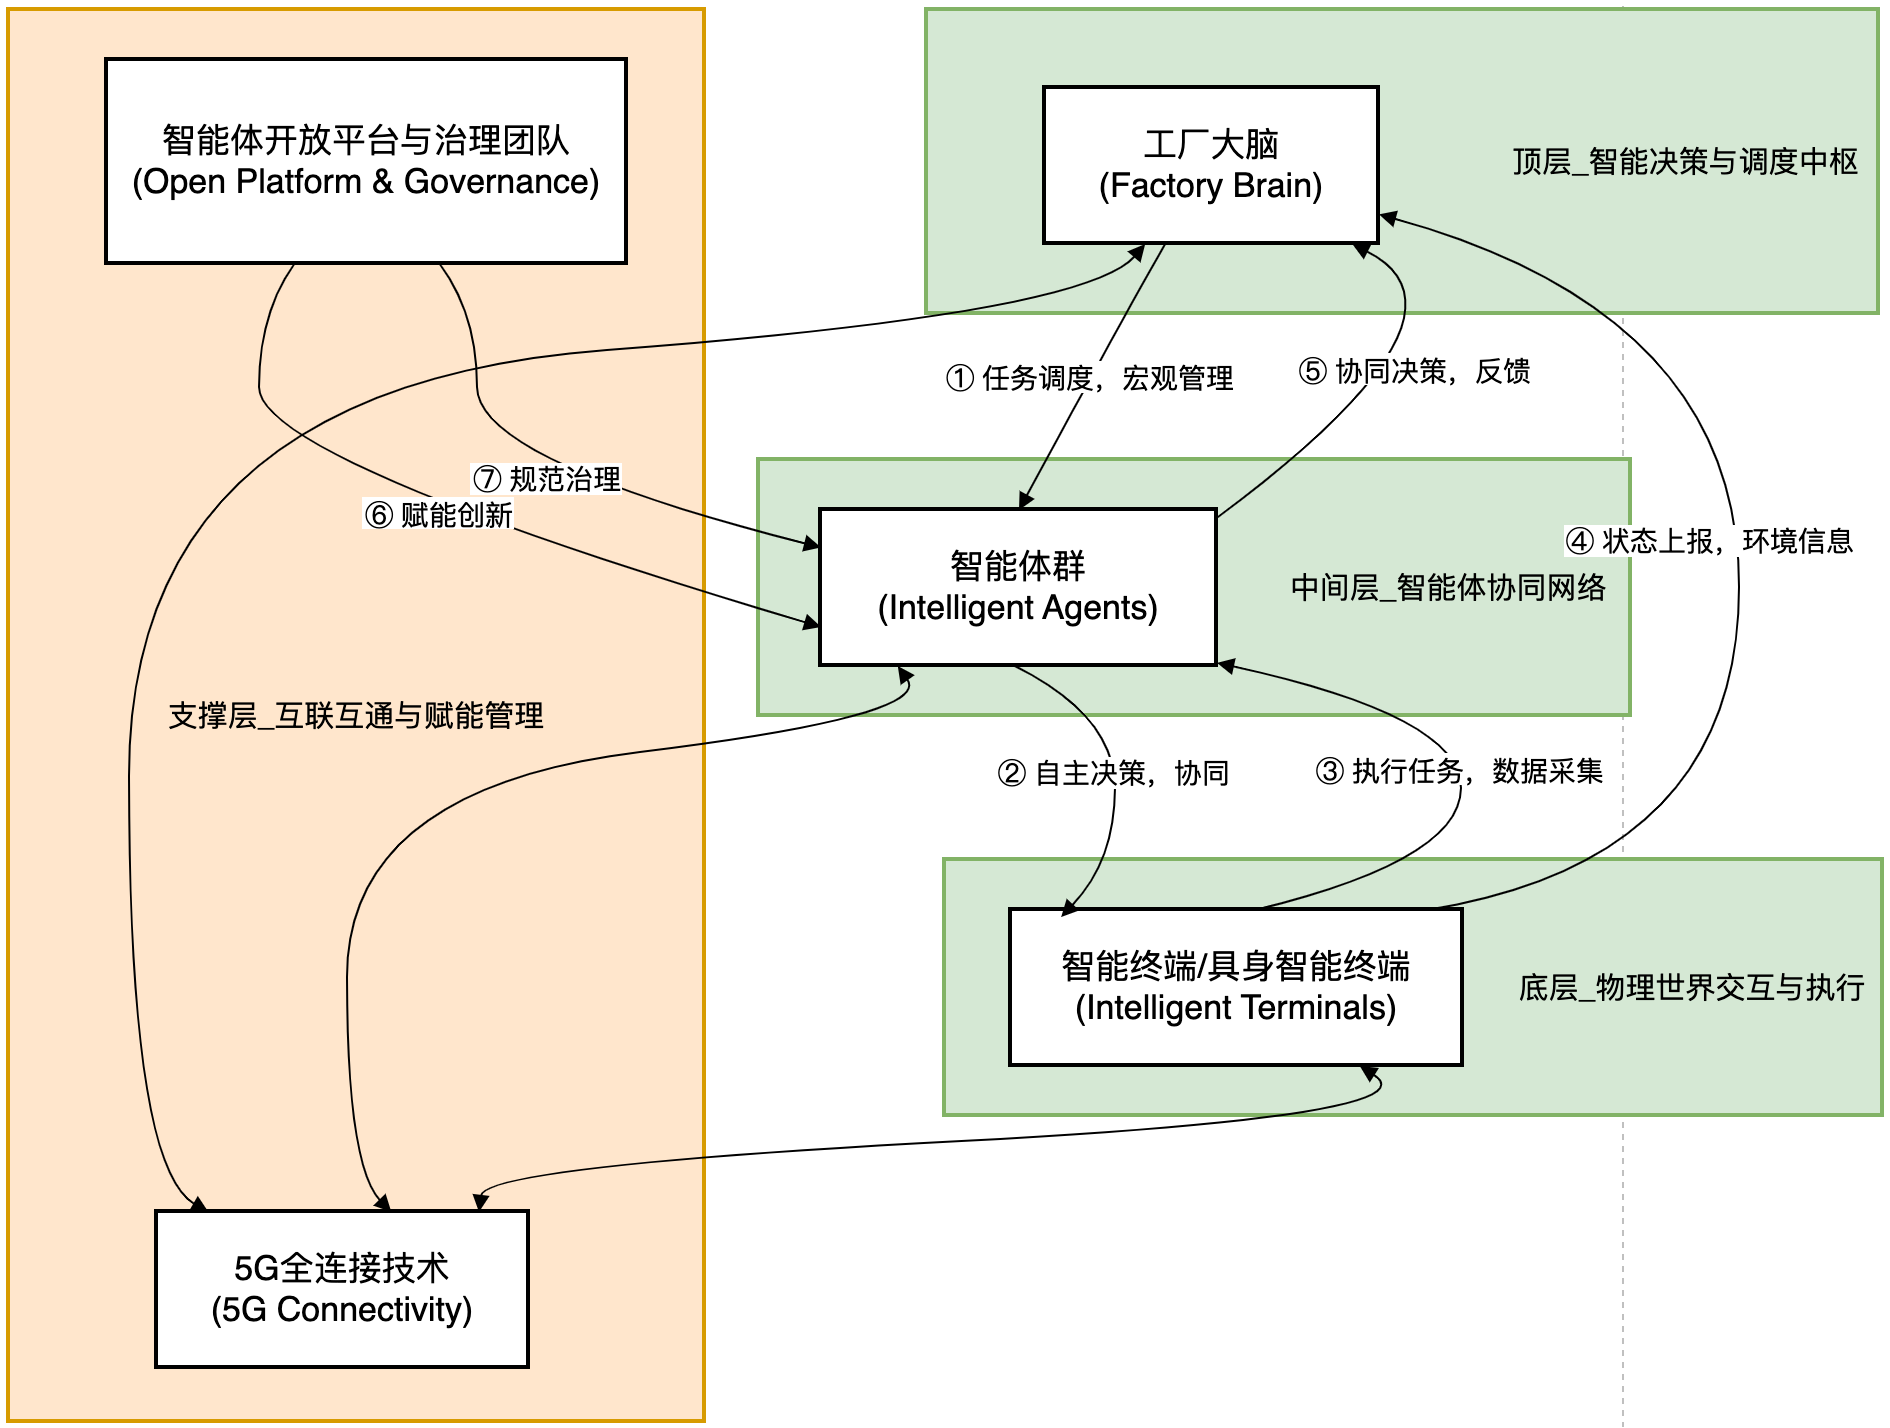 智能体开放平台与治理团队
(Open Platform & Governance)
工厂大脑
(Factory Brain)
顶层_智能决策与调度中枢
① 任务调度，宏观管理
⑤ 协同决策，反馈
⑦ 规范治理
⑥ 赋能创新
智能体群
(Intelligent Agents)
中间层_智能体协同网络
④ 状态上报，环境信息
支撑层_互联互通与赋能管理
② 自主决策，协同
③ 执行任务，数据采集
智能终端/具身智能终端
(Intelligent Terminals)
底层_物理世界交互与执行
5G全连接技术
(5G Connectivity)